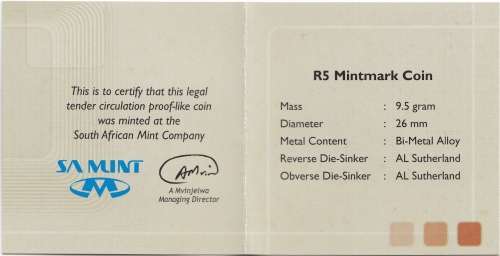 This is to certify that this legal
tender circulation proof-like coin
was minted at the
South African Mint Company
SA MINT
A Mvinjelwa
Managing Director
R5 Mintmark Coin
Mass : 9.5 gram
Diameter : 26 mm
Metal Content : Bi-Metal Alloy
Reverse Die-Sinker : AL Sutherland
Obverse Die-Sinker : AL Sutherland